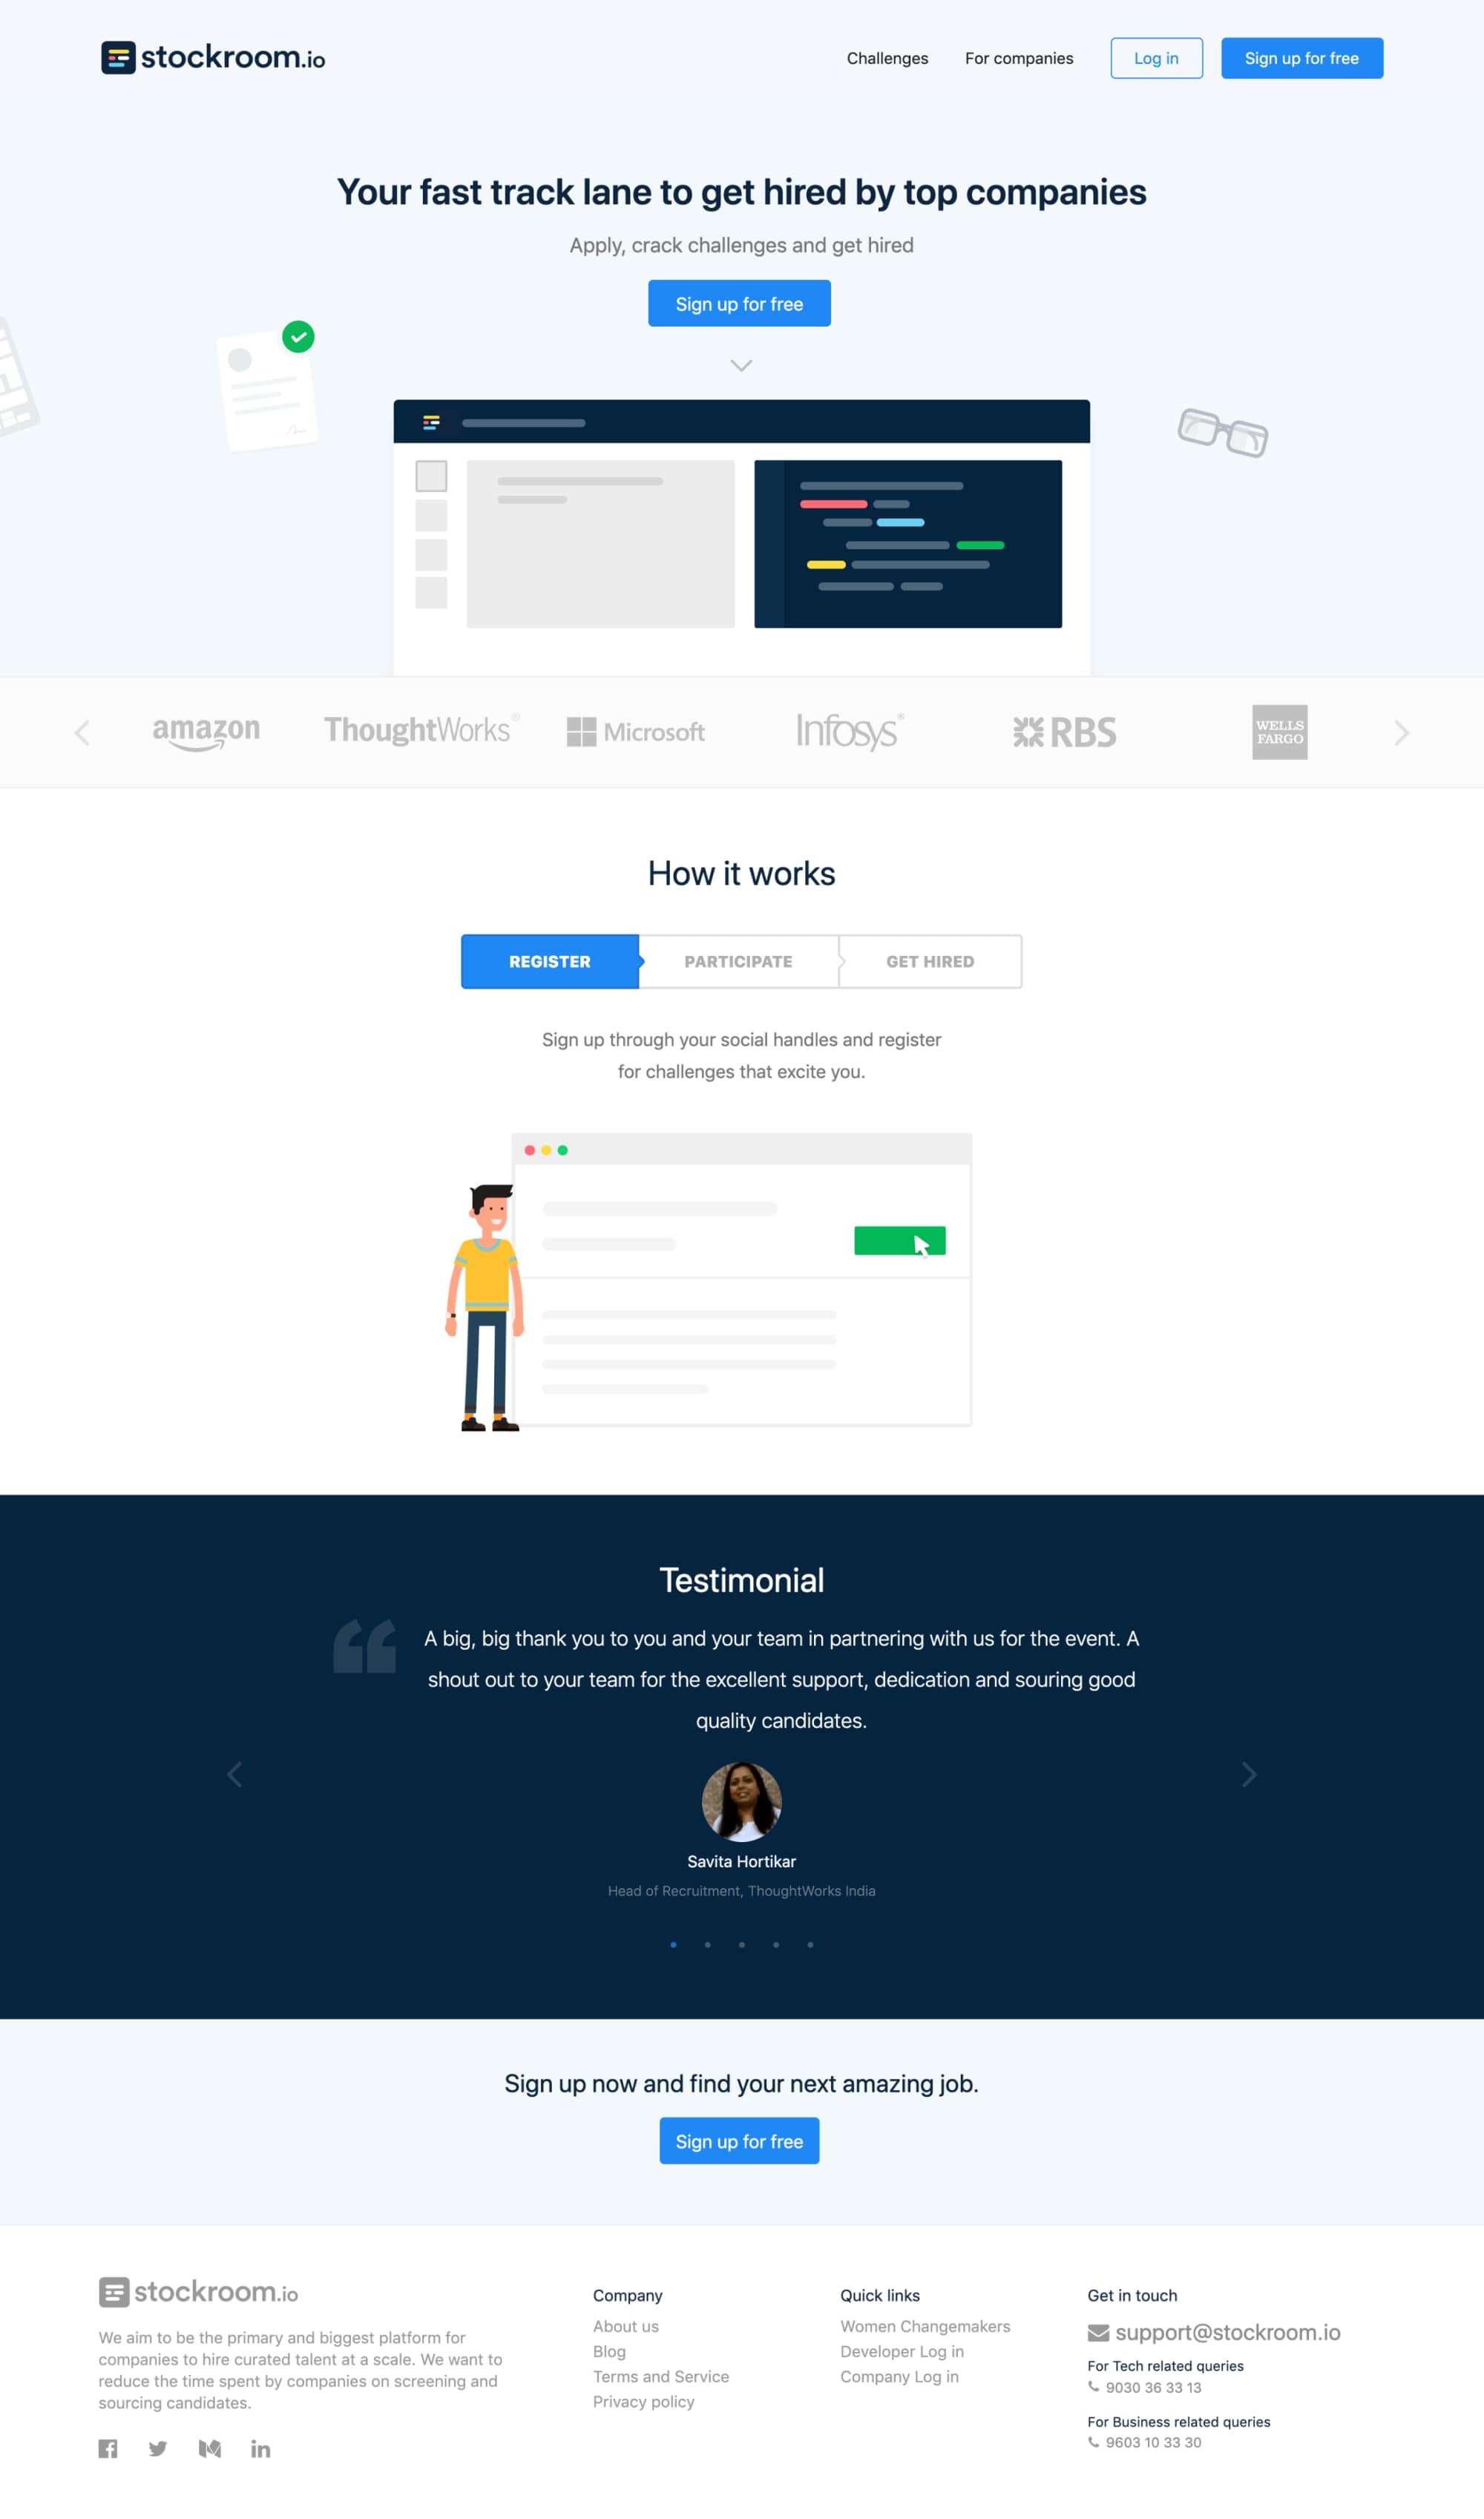 stockroom.io
Challenges
For companies
Log in
Sign up for free
Your fast track lane to get hired by top companies
Apply, crack challenges and get hired
Sign up for free
amazon
ThoughtWorks®
Microsoft
Infosys®
RBS
WELLS
FARGO
How it works
REGISTER
PARTICIPATE
GET HIRED
Sign up through your social handles and register
for challenges that excite you.
Testimonial
A big, big thank you to you and your team in partnering with us for the event. A
shout out to your team for the excellent support, dedication and souring good
quality candidates.
Savita Hortikar
Head of Recruitment, ThoughtWorks India
Sign up now and find your next amazing job.
Sign up for free
stockroom.io
We aim to be the primary and biggest platform for
companies to hire curated talent at a scale. We want to
reduce the time spent by companies on screening and
sourcing candidates.
Company
About us
Blog
Terms and Service
Privacy policy
Quick links
Women Changemakers
Developer Log in
Company Log in
Get in touch
support@stockroom.io
For Tech related queries
9030 36 33 13
For Business related queries
9603 10 33 30